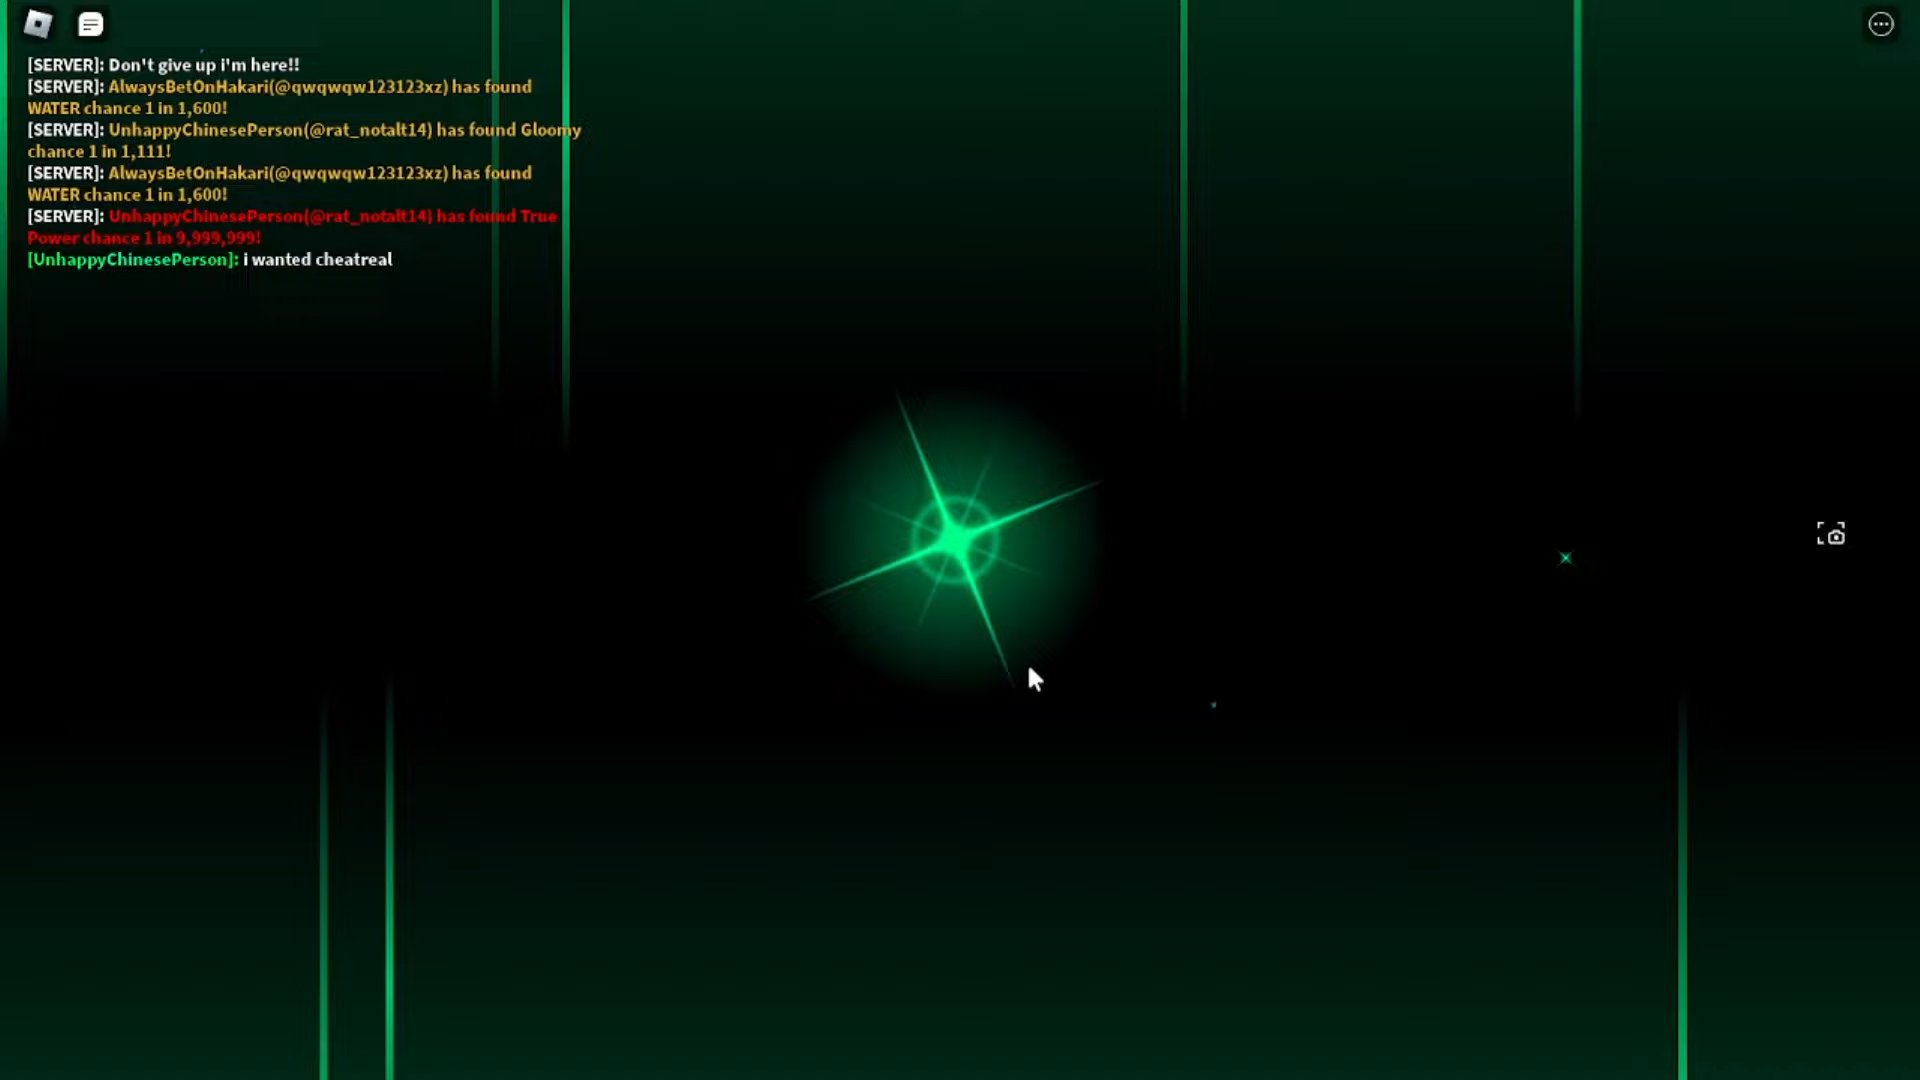 [SERVER]: Don't give up i'm here!!
[SERVER]: AlwaysBetOnHakari(@qwqwqw123123xz) has found
WATER chance 1 in 1,600!
[SERVER]: UnhappyChinesePerson(@rat_notalt14) has found Gloomy
chance 1 in 1,111!
[SERVER]: AlwaysBetOnHakari(@qwqwqw123123xz) has found
WATER chance 1 in 1,600!
[SERVER]: UnhappyChinesePerson(@rat_notalt14) has found True
Power chance 1 in 9,999,999!
[UnhappyChinesePerson]: i wanted cheatreal